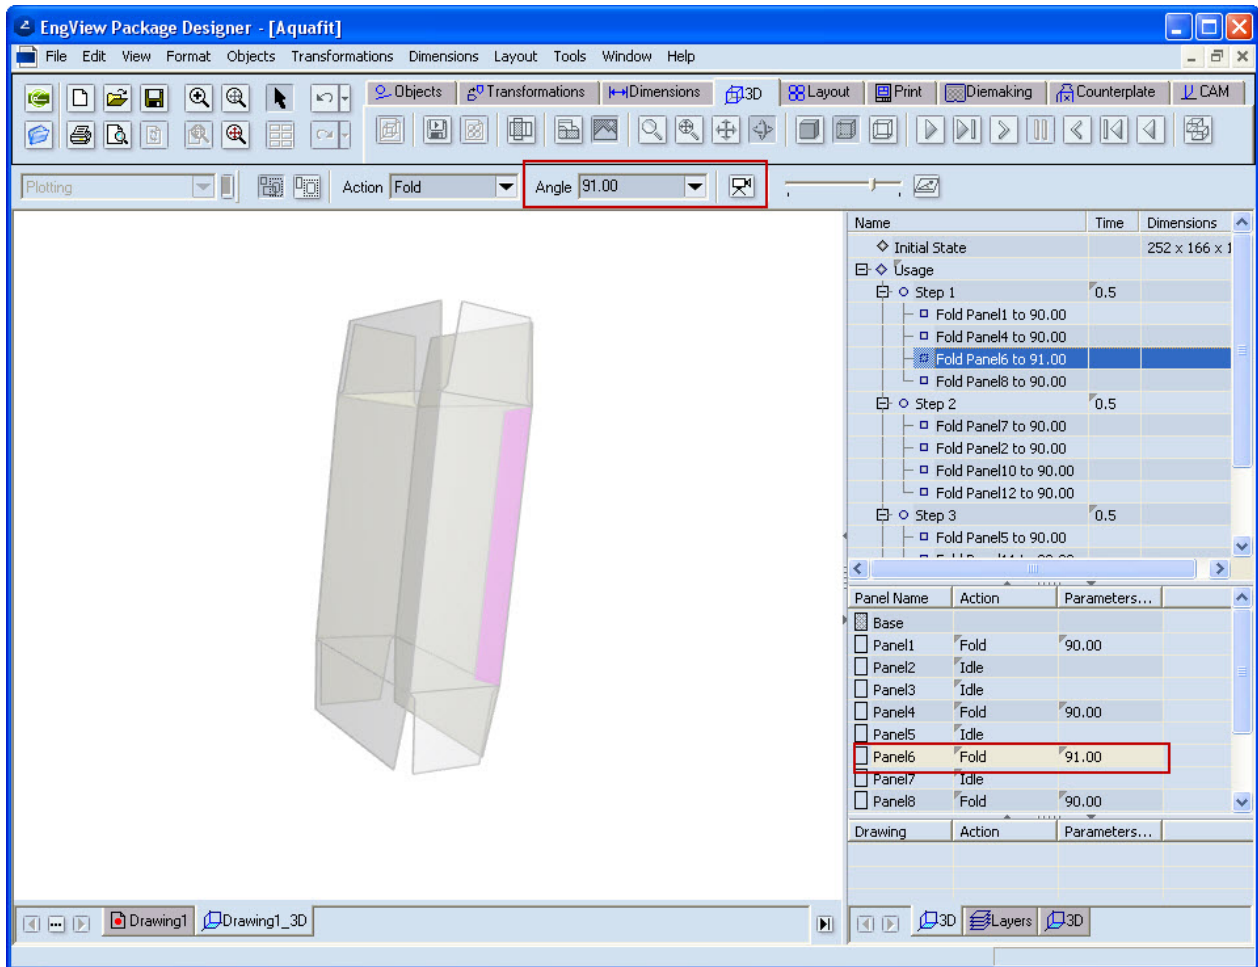 EngView Package Designer - [Aquafit]
File Edit View Format Objects Transformations Dimensions Layout Tools Window Help
Objects Transformations Dimensions 3D Layout Print Diemaking Counterplate CAM
Plotting Action Fold Angle 91.00
Name Time Dimensions
Initial State 252 x 166 x 1
Usage
Step 1 0.5
Fold Panel1 to 90.00
Fold Panel4 to 90.00
Fold Panel6 to 91.00
Fold Panel8 to 90.00
Step 2 0.5
Fold Panel7 to 90.00
Fold Panel2 to 90.00
Fold Panel10 to 90.00
Fold Panel12 to 90.00
Step 3 0.5
Fold Panel5 to 90.00
Panel Name Action Parameters...
Base
Panel1 Fold 90.00
Panel2 Idle
Panel3 Idle
Panel4 Fold 90.00
Panel5 Idle
Panel6 Fold 91.00
Panel7 Idle
Panel8 Fold 90.00
Drawing Action Parameters...
Drawing1 Drawing1_3D 3D Layers 3D